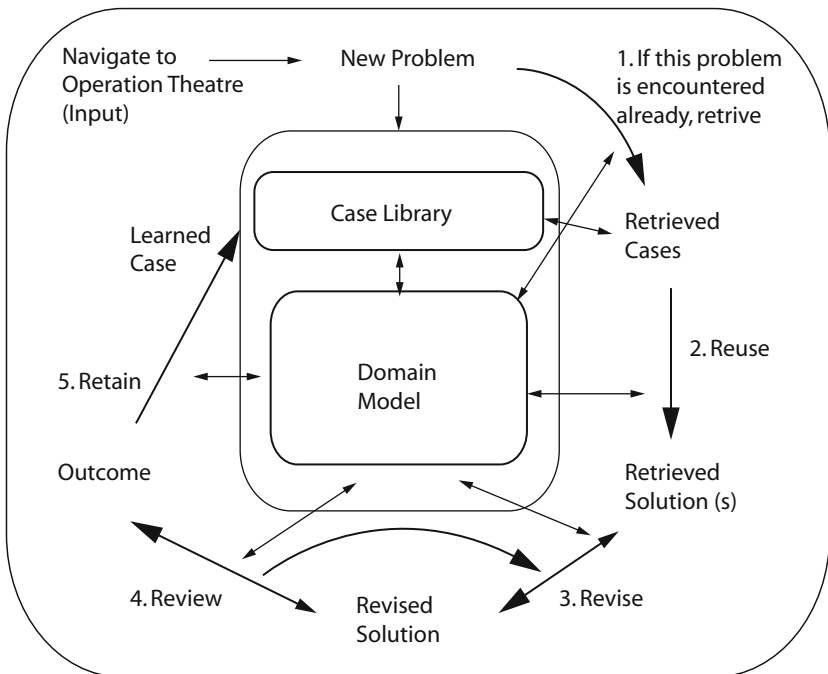 Navigate to
Operation Theatre
(Input)
New Problem
1. If this problem
is encountered
already, retrive
Case Library
Retrieved
Cases
Learned
Case
2. Reuse
Domain
Model
5. Retain
Outcome
Retrieved
Solution (s)
4. Review
Revised
Solution
3. Revise